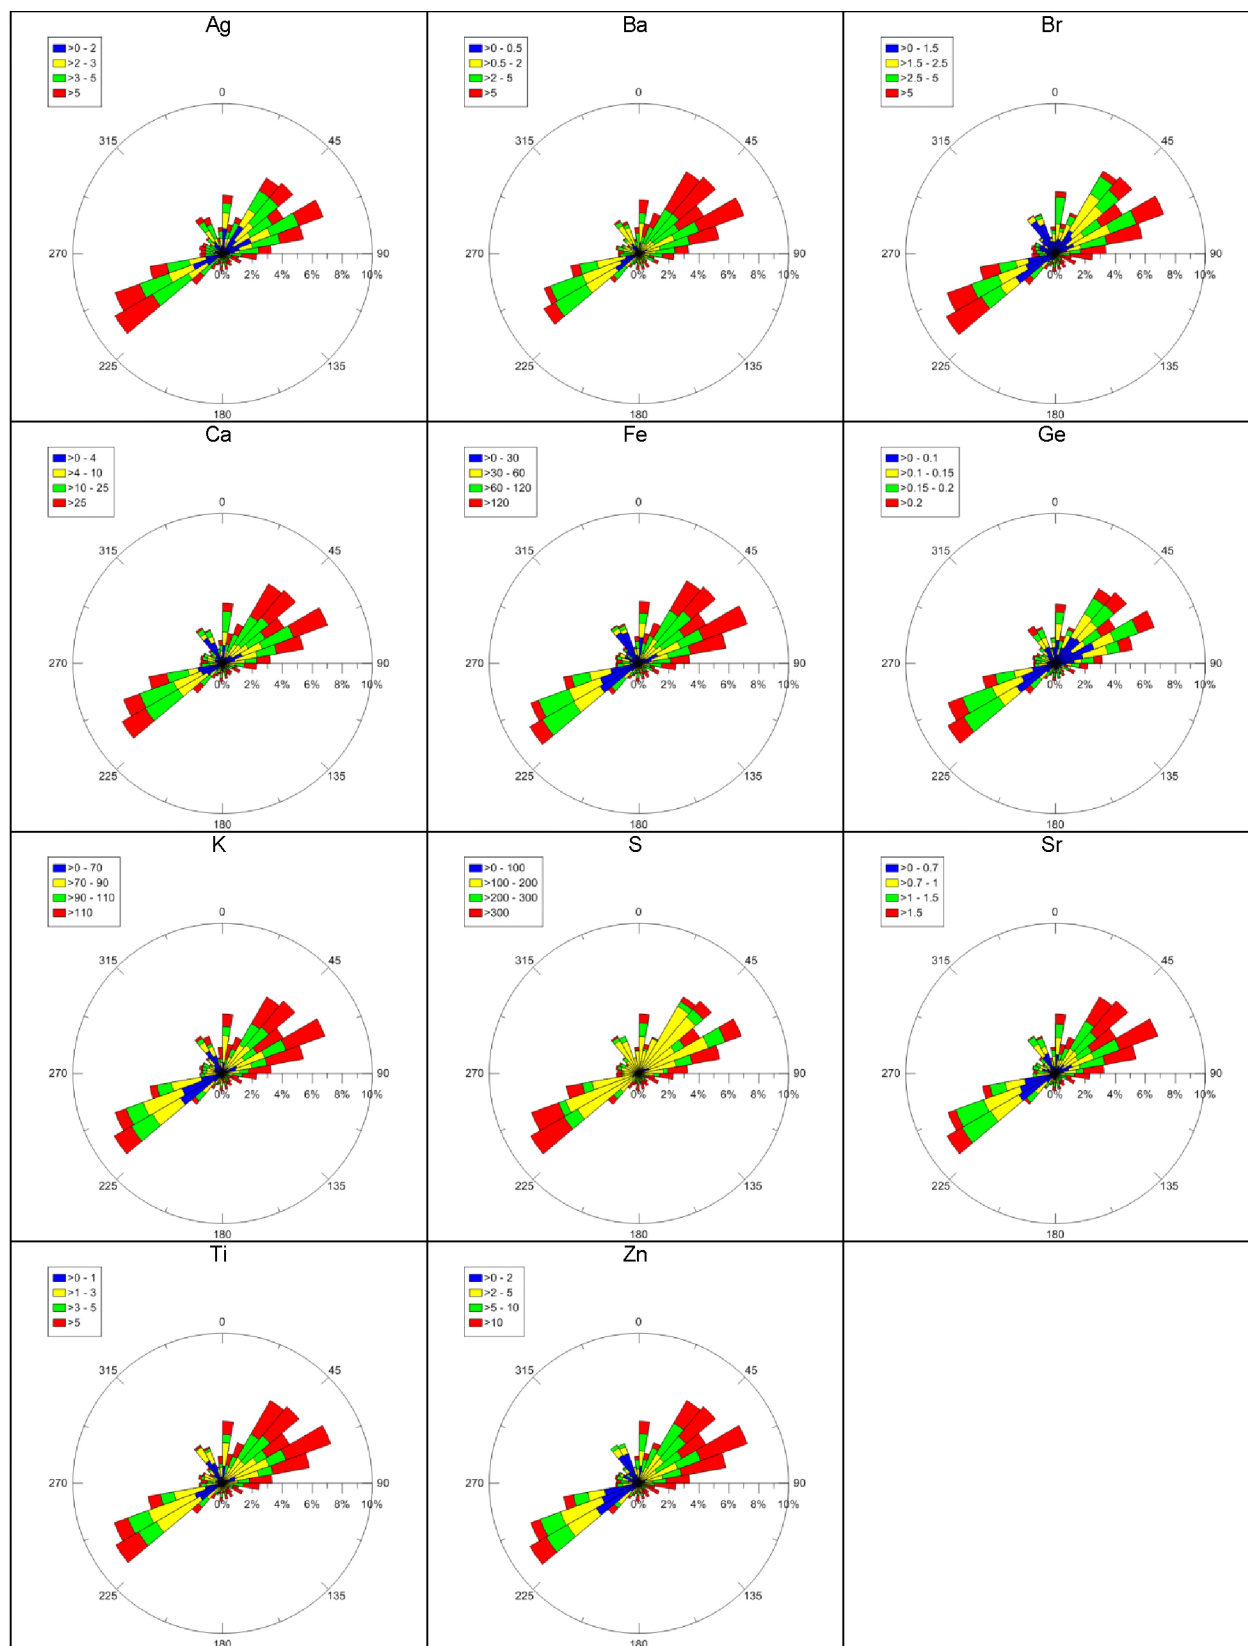 Ag
>0 - 2
>2 - 3
>3 - 5
>5
0
315
45
270
90
0% 2% 4% 6% 8% 10%
225
135
180
Ba
>0 - 0.5
>0.5 - 2
>2 - 5
>5
0
315
45
270
90
0% 2% 4% 6% 8% 10%
225
135
180
Br
>0 - 1.5
>1.5 - 2.5
>2.5 - 5
>5
0
315
45
270
90
0% 2% 4% 6% 8% 10%
225
135
180
Ca
>0 - 4
>4 - 10
>10 - 25
>25
0
315
45
270
90
0% 2% 4% 6% 8% 10%
225
135
180
Fe
>0 - 30
>30 - 60
>60 - 120
>120
0
315
45
270
90
0% 2% 4% 6% 8% 10%
225
135
180
Ge
>0 - 0.1
>0.1 - 0.15
>0.15 - 0.2
>0.2
0
315
45
270
90
0% 2% 4% 6% 8% 10%
225
135
180
K
>0 - 70
>70 - 90
>90 - 110
>110
0
315
45
270
90
0% 2% 4% 6% 8% 10%
225
135
180
S
>0 - 100
>100 - 200
>200 - 300
>300
0
315
45
270
90
0% 2% 4% 6% 8% 10%
225
135
180
Sr
>0 - 0.7
>0.7 - 1
>1 - 1.5
>1.5
0
315
45
270
90
0% 2% 4% 6% 8% 10%
225
135
180
Ti
>0 - 1
>1 - 3
>3 - 5
>5
0
315
45
270
90
0% 2% 4% 6% 8% 10%
225
135
180
Zn
>0 - 2
>2 - 5
>5 - 10
>10
0
315
45
270
90
0% 2% 4% 6% 8% 10%
225
135
180